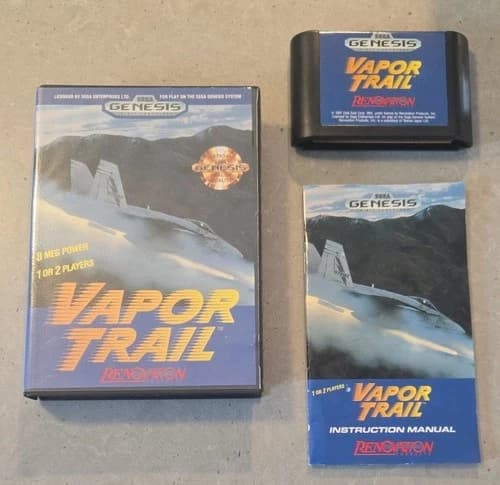 LICENSED BY SEGA ENTERPRISES LTD. FOR PLAY ON THE SEGA GENESIS SYSTEM
SEGA
GENESIS
GENESIS
8 MEG POWER
1 OR 2 PLAYERS
VAPOR
TRAIL
TM
RENOVATION
SEGA
GENESIS
VAPOR
TRAIL
RENOVATION
SEGA
GENESIS
1 OR 2 PLAYERS
VAPOR
TRAIL
INSTRUCTION MANUAL
RENOVATION